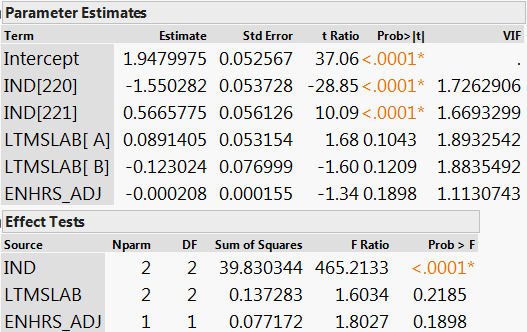 Parameter Estimates
Term Estimate Std Error t Ratio Prob>|t| VIF
Intercept 1.9479975 0.052567 37.06 <.0001* .
IND[220] -1.550282 0.053728 -28.85 <.0001* 1.7262906
IND[221] 0.5665775 0.056126 10.09 <.0001* 1.6693299
LTMSLAB[ A] 0.0891405 0.053154 1.68 0.1043 1.8932542
LTMSLAB[ B] -0.123024 0.076999 -1.60 0.1209 1.8835492
ENHRS_ADJ -0.000208 0.000155 -1.34 0.1898 1.1130743
Effect Tests
Source Nparm DF Sum of Squares F Ratio Prob > F
IND 2 2 39.830344 465.2133 <.0001*
LTMSLAB 2 2 0.137283 1.6034 0.2185
ENHRS_ADJ 1 1 0.077172 1.8027 0.1898